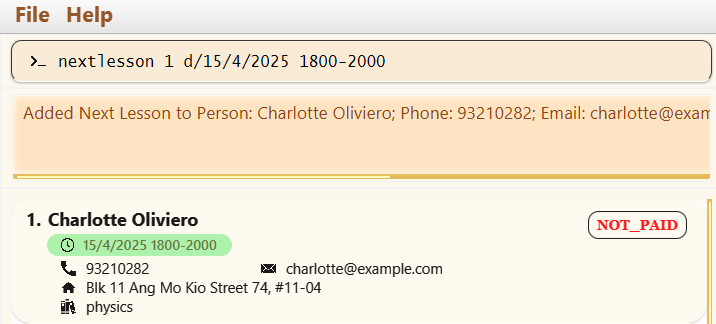 File Help
>_ nextlesson 1 d/15/4/2025 1800-2000
Added Next Lesson to Person: Charlotte Oliviero; Phone: 93210282; Email: charlotte@exam
1. Charlotte Oliviero
NOT_PAID
15/4/2025 1800-2000
93210282 charlotte@example.com
Blk 11 Ang Mo Kio Street 74, #11-04
physics